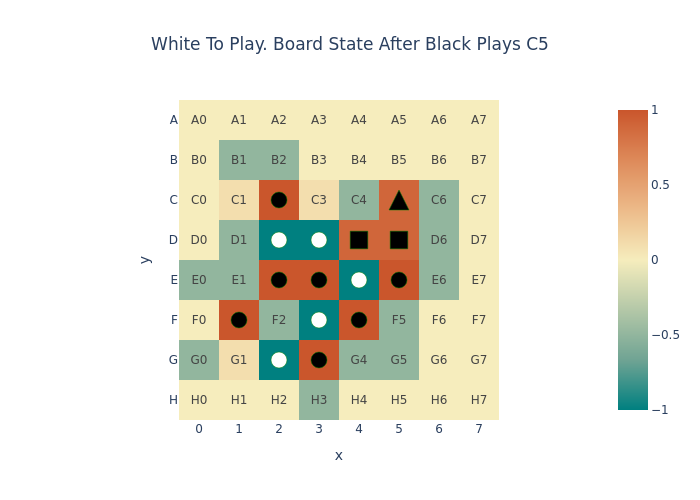 White To Play. Board State After Black Plays C5
A A0 A1 A2 A3 A4 A5 A6 A7
B B0 B1 B2 B3 B4 B5 B6 B7
C C0 C1 C3 C4 C6 C7
D D0 D1 D6 D7
E E0 E1 E6 E7
F F0 F2 F5 F6 F7
G G0 G1 G4 G5 G6 G7
H H0 H1 H2 H3 H4 H5 H6 H7
0 1 2 3 4 5 6 7
x
y
1
0.5
0
−0.5
−1